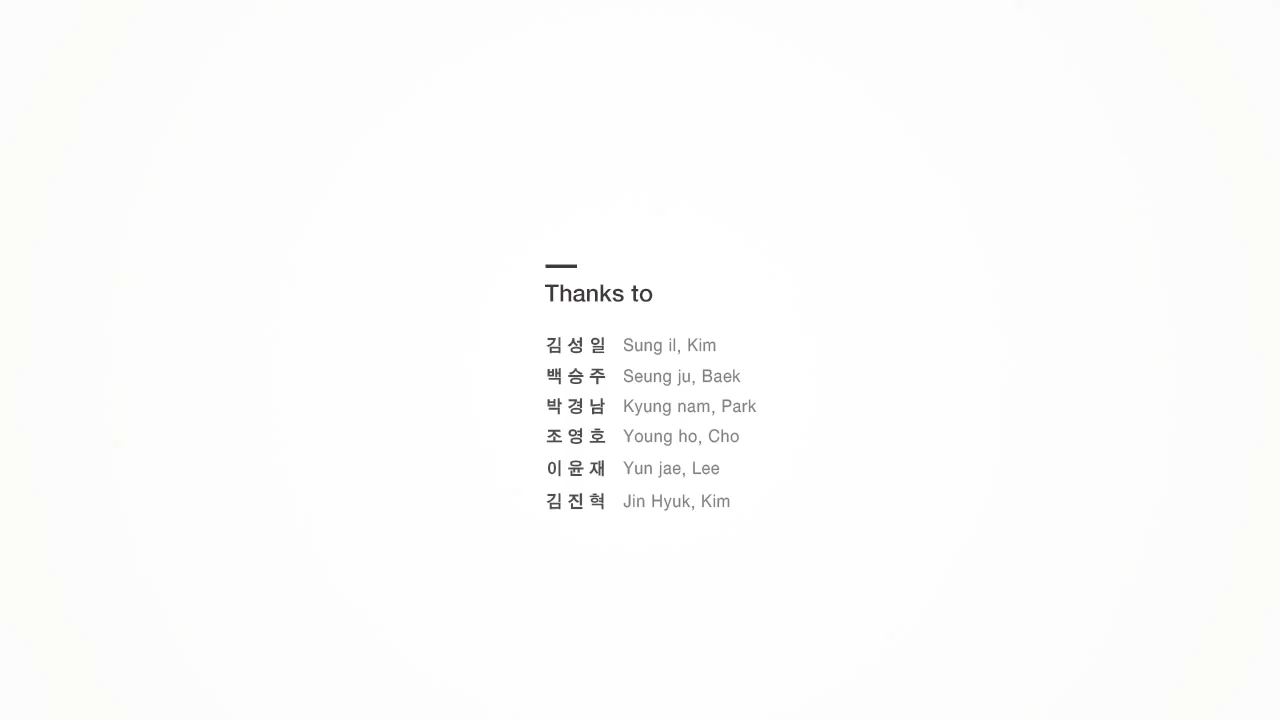 Thanks to
김성일 Sung il, Kim
백승주 Seung ju, Baek
박경남 Kyung nam, Park
조영호 Young ho, Cho
이윤재 Yun jae, Lee
김진혁 Jin Hyuk, Kim